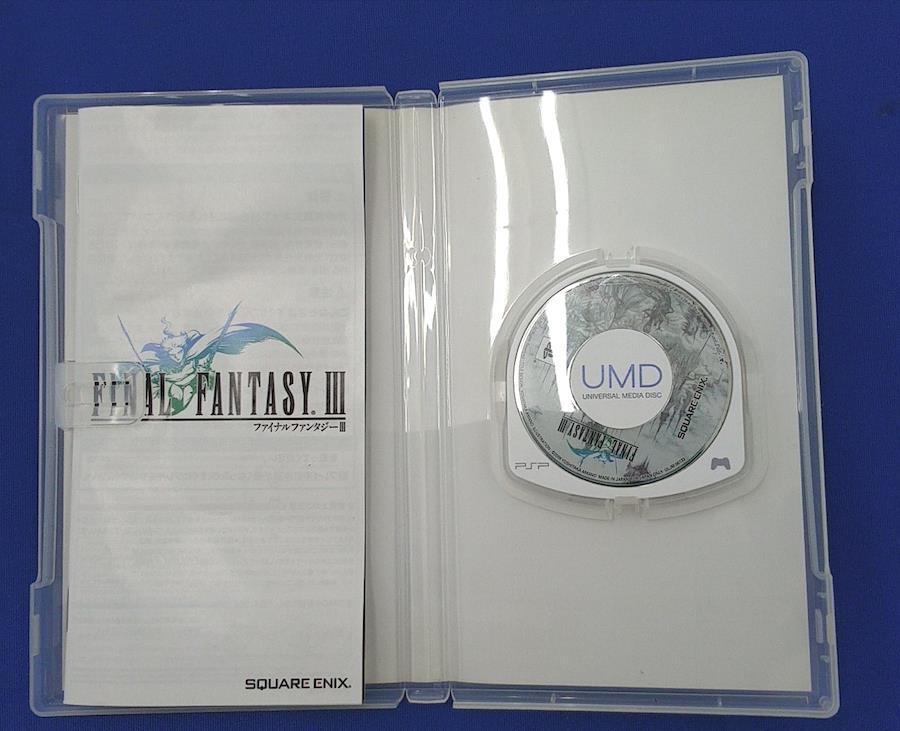 FINAL FANTASY® III
ファイナルファンタジーIII
SQUARE ENIX®
UMD
UNIVERSAL MEDIA DISC
SQUARE ENIX.
FINAL FANTASY III
PSP
MADE IN JAPAN